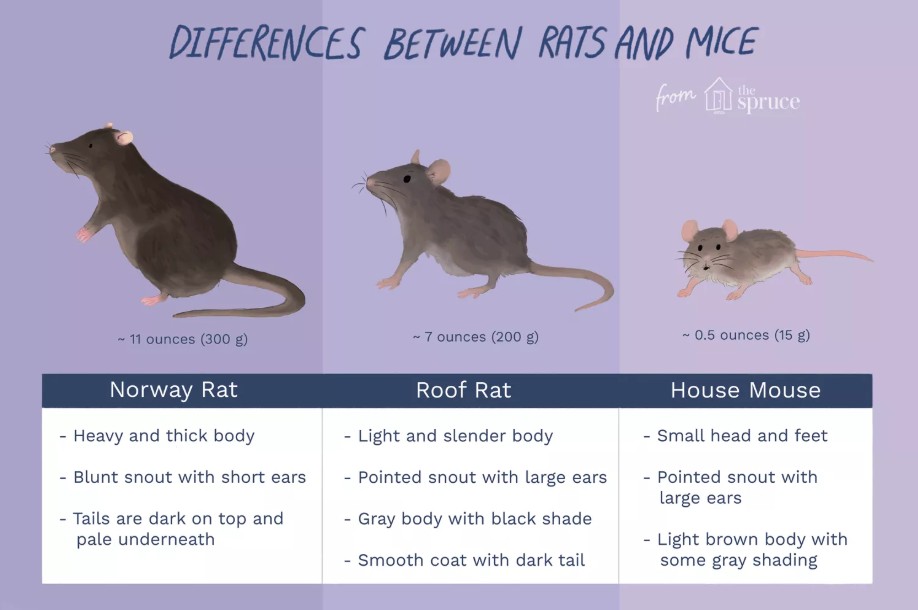 DIFFERENCES BETWEEN RATS AND MICE
from the spruce
~ 11 ounces (300 g)
~ 7 ounces (200 g)
~ 0.5 ounces (15 g)
Norway Rat
- Heavy and thick body
- Blunt snout with short ears
- Tails are dark on top and
pale underneath
Roof Rat
- Light and slender body
- Pointed snout with large ears
- Gray body with black shade
- Smooth coat with dark tail
House Mouse
- Small head and feet
- Pointed snout with
large ears
- Light brown body with
some gray shading